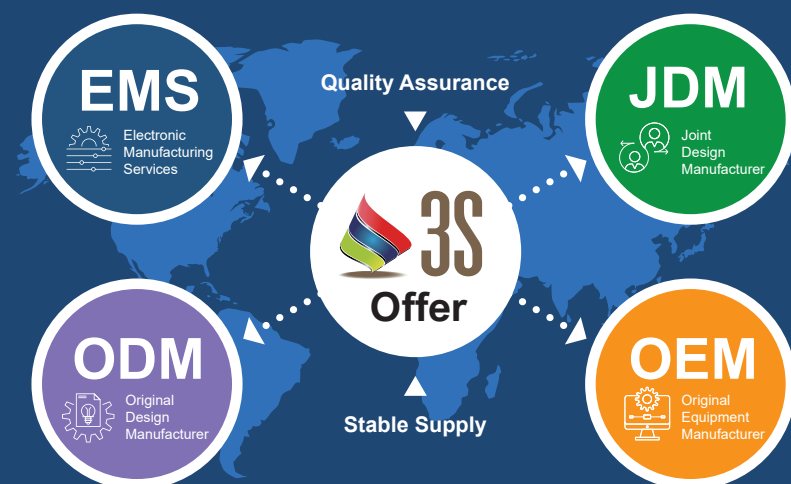 EMS
Electronic
Manufacturing
Services
Quality Assurance
JDM
Joint
Design
Manufacturer
3S
Offer
ODM
Original
Design
Manufacturer
Stable Supply
OEM
Original
Equipment
Manufacturer